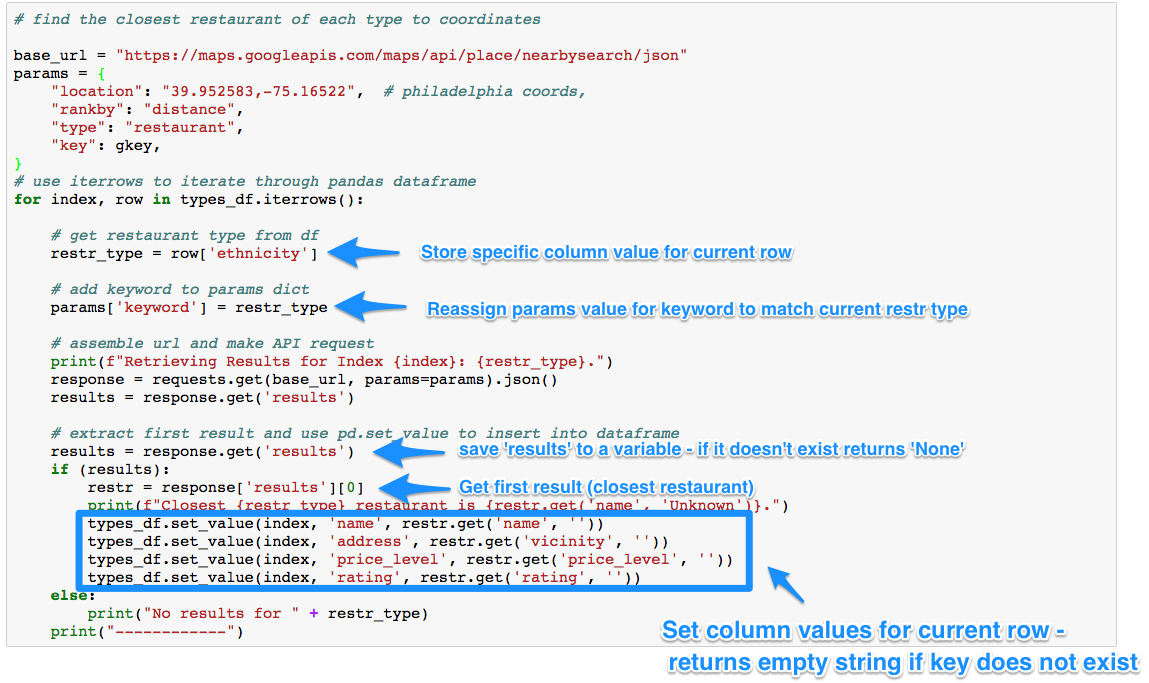 # find the closest restaurant of each type to coordinates
base_url = "https://maps.googleapis.com/maps/api/place/nearbysearch/json"
params = {
    "location": "39.952583,-75.16522",  # philadelphia coords,
    "rankby": "distance",
    "type": "restaurant",
    "key": gkey,
}
# use iterrows to iterate through pandas dataframe
for index, row in types_df.iterrows():
    # get restaurant type from df
    restr_type = row['ethnicity']
Store specific column value for current row
    # add keyword to params dict
    params['keyword'] = restr_type
Reassign params value for keyword to match current restr type
    # assemble url and make API request
    print(f"Retrieving Results for Index {index}: {restr_type}.")
    response = requests.get(base_url, params=params).json()
    results = response.get('results')
    # extract first result and use pd.set_value to insert into dataframe
    results = response.get('results')
save 'results' to a variable - if it doesn't exist returns 'None'
    if (results):
        restr = response['results'][0]
Get first result (closest restaurant)
        print(f"Closest {restr_type} restaurant is {restr.get('name', 'Unknown')}.")
        types_df.set_value(index, 'name', restr.get('name', ''))
        types_df.set_value(index, 'address', restr.get('vicinity', ''))
        types_df.set_value(index, 'price_level', restr.get('price_level', ''))
        types_df.set_value(index, 'rating', restr.get('rating', ''))
    else:
        print("No results for " + restr_type)
    print("------------")
Set column values for current row -
returns empty string if key does not exist